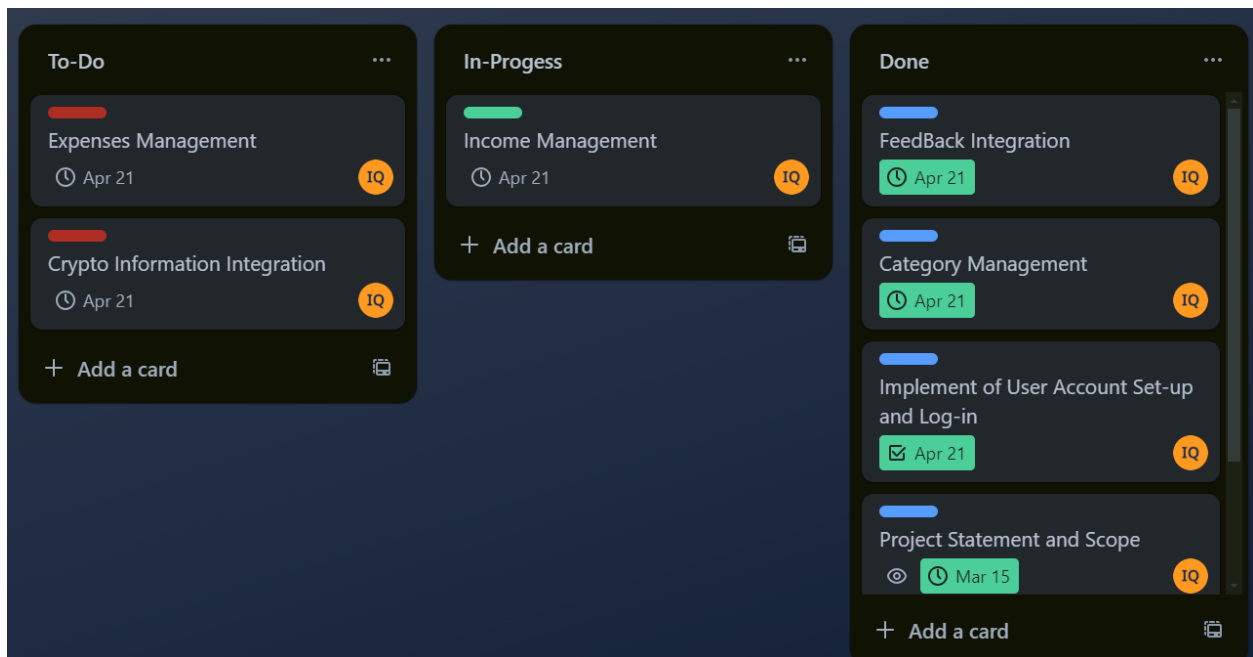 To-Do
Expenses Management
Apr 21
IQ
Crypto Information Integration
Apr 21
IQ
Add a card
In-Progess
Income Management
Apr 21
IQ
Add a card
Done
FeedBack Integration
Apr 21
IQ
Category Management
Apr 21
IQ
Implement of User Account Set-up
and Log-in
Apr 21
IQ
Project Statement and Scope
Mar 15
IQ
Add a card